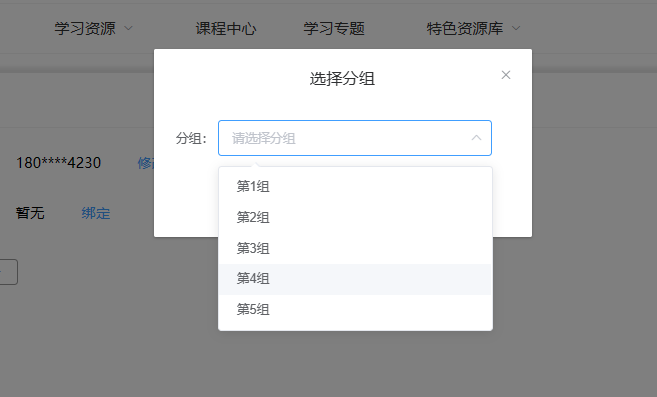 学习资源 课程中心 学习专题 特色资源库
选择分组
分组： 请选择分组
180****4230
第1组
暂无 绑定
第2组
第3组
第4组
第5组